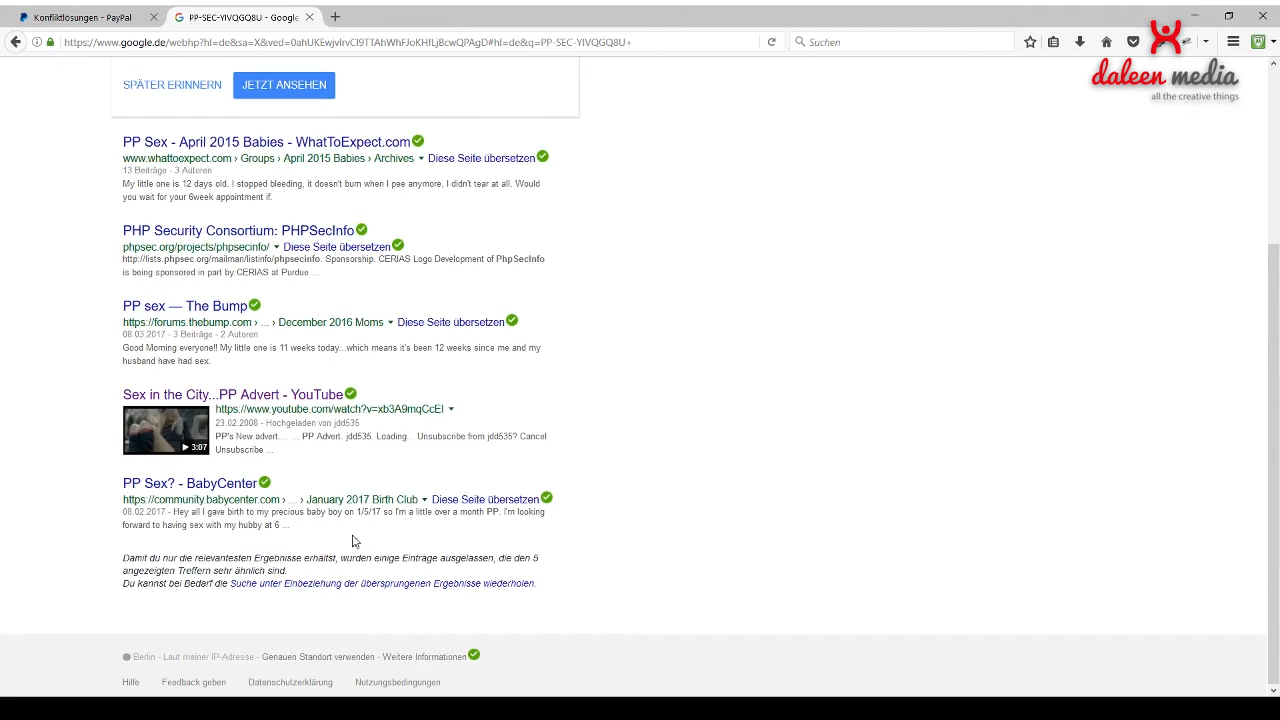 Konfliktlösungen - PayPal
PP-SEC-YIVQGQ8U - Google
https://www.google.de/webhp?hl=de&sa=X&ved=0ahUKEwjvlrvCl9TTAhWhFJoKHfLjBcwQPAgD#hl=de&q=PP-SEC-YIVQGQ8U+
Suchen
daleen media
all the creative things
SPÄTER ERINNERN JETZT ANSEHEN
PP Sex - April 2015 Babies - WhatToExpect.com
www.whattoexpect.com › Groups › April 2015 Babies › Archives Diese Seite übersetzen
13 Beiträge - 3 Autoren
My little one is 12 days old. I stopped bleeding, it doesn't burn when I pee anymore, I didn't tear at all. Would
you wait for your 6week appointment if.
PHP Security Consortium: PHPSecInfo
phpsec.org/projects/phpsecinfo/ Diese Seite übersetzen
http://lists.phpsec.org/mailman/listinfo/phpsecinfo. Sponsorship. CERIAS Logo Development of PhpSecInfo
is being sponsored in part by CERIAS at Purdue ...
PP sex — The Bump
https://forums.thebump.com › ... › December 2016 Moms Diese Seite übersetzen
08.03.2017 - 3 Beiträge - 2 Autoren
Good Morning everyone!! My little one is 11 weeks today...which means it's been 12 weeks since me and my
husband have had sex.
Sex in the City...PP Advert - YouTube
https://www.youtube.com/watch?v=xb3A9mqCcEI
23.02.2008 - Hochgeladen von jdd535
PP's New advert.... ... PP Advert. jdd535. Loading... Unsubscribe from jdd535? Cancel
Unsubscribe ...
3:07
PP Sex? - BabyCenter
https://community.babycenter.com › ... › January 2017 Birth Club Diese Seite übersetzen
08.02.2017 - Hey all I gave birth to my precious baby boy on 1/5/17 so I'm a little over a month PP. I'm looking
forward to having sex with my hubby at 6 ...
Damit du nur die relevantesten Ergebnisse erhältst, wurden einige Einträge ausgelassen, die den 5
angezeigten Treffern sehr ähnlich sind.
Du kannst bei Bedarf die Suche unter Einbeziehung der übersprungenen Ergebnisse wiederholen.
Berlin - Laut meiner IP-Adresse - Genauen Standort verwenden - Weitere Informationen
Hilfe Feedback geben Datenschutzerklärung Nutzungsbedingungen